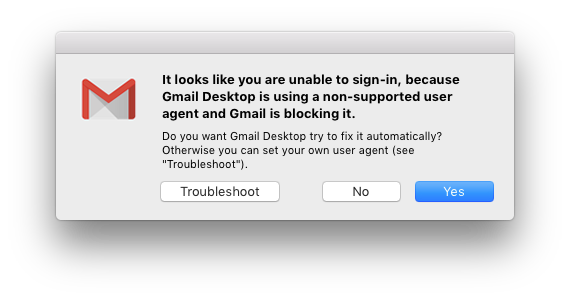 It looks like you are unable to sign-in, because
Gmail Desktop is using a non-supported user
agent and Gmail is blocking it.
Do you want Gmail Desktop try to fix it automatically?
Otherwise you can set your own user agent (see
"Troubleshoot").
Troubleshoot No Yes